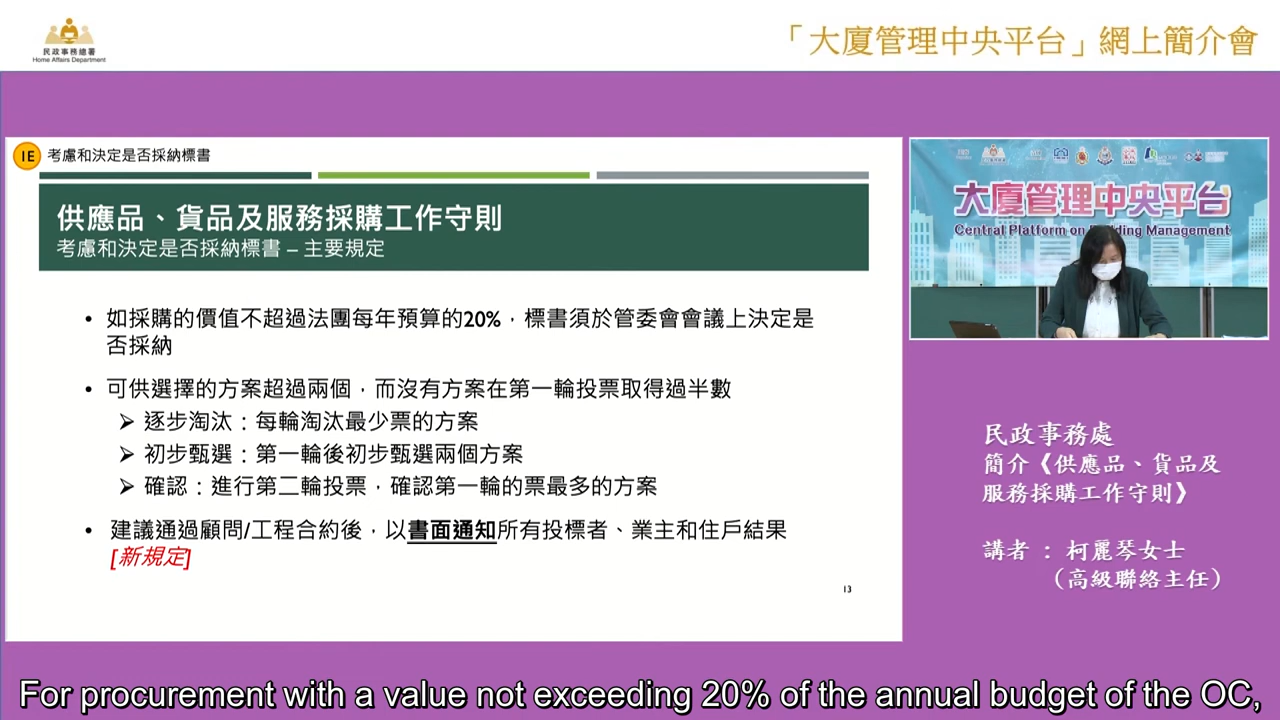 民政事務總署
Home Affairs Department
「大廈管理中央平台」網上簡介會
1E 考慮和決定是否採納標書
供應品、貨品及服務採購工作守則
考慮和決定是否採納標書 – 主要規定
• 如採購的價值不超過法團每年預算的20%，標書須於管委會會議上決定是
否採納
• 可供選擇的方案超過兩個，而沒有方案在第一輪投票取得過半數
➢ 逐步淘汰：每輪淘汰最少票的方案
➢ 初步甄選：第一輪後初步甄選兩個方案
➢ 確認：進行第二輪投票，確認第一輪的票最多的方案
• 建議通過顧問/工程合約後，以書面通知所有投標者、業主和住戶結果
[新規定]
13
大廈管理中央平台
Central Platform on Building Management
民政事務處
簡介《供應品、貨品及
服務採購工作守則》
講者 ： 柯麗琴女士
（高級聯絡主任）
For procurement with a value not exceeding 20% of the annual budget of the OC,